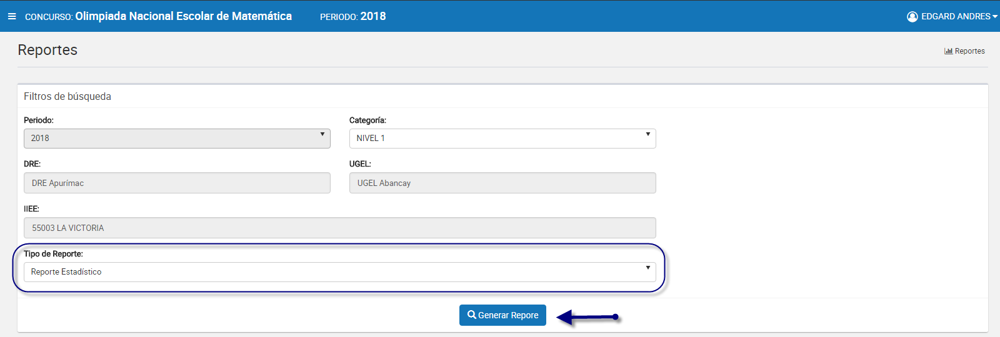 CONCURSO: Olimpiada Nacional Escolar de Matemática PERIODO: 2018 EDGARD ANDRES
Reportes Reportes
Filtros de búsqueda
Periodo: Categoría:
2018 NIVEL 1
DRE: UGEL:
DRE Apurímac UGEL Abancay
IIEE:
55003 LA VICTORIA
Tipo de Reporte:
Reporte Estadístico
Generar Repore